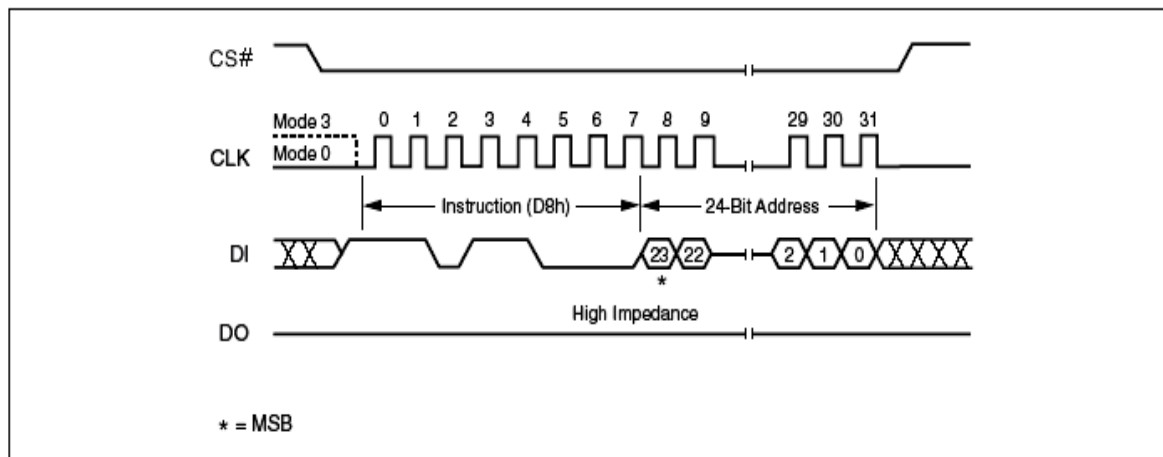 CS#
Mode 3
0 1 2 3 4 5 6 7 8 9 29 30 31
CLK
Mode 0
Instruction (D8h) 24-Bit Address
DI 23 22 2 1 0
*
High Impedance
DO
* = MSB